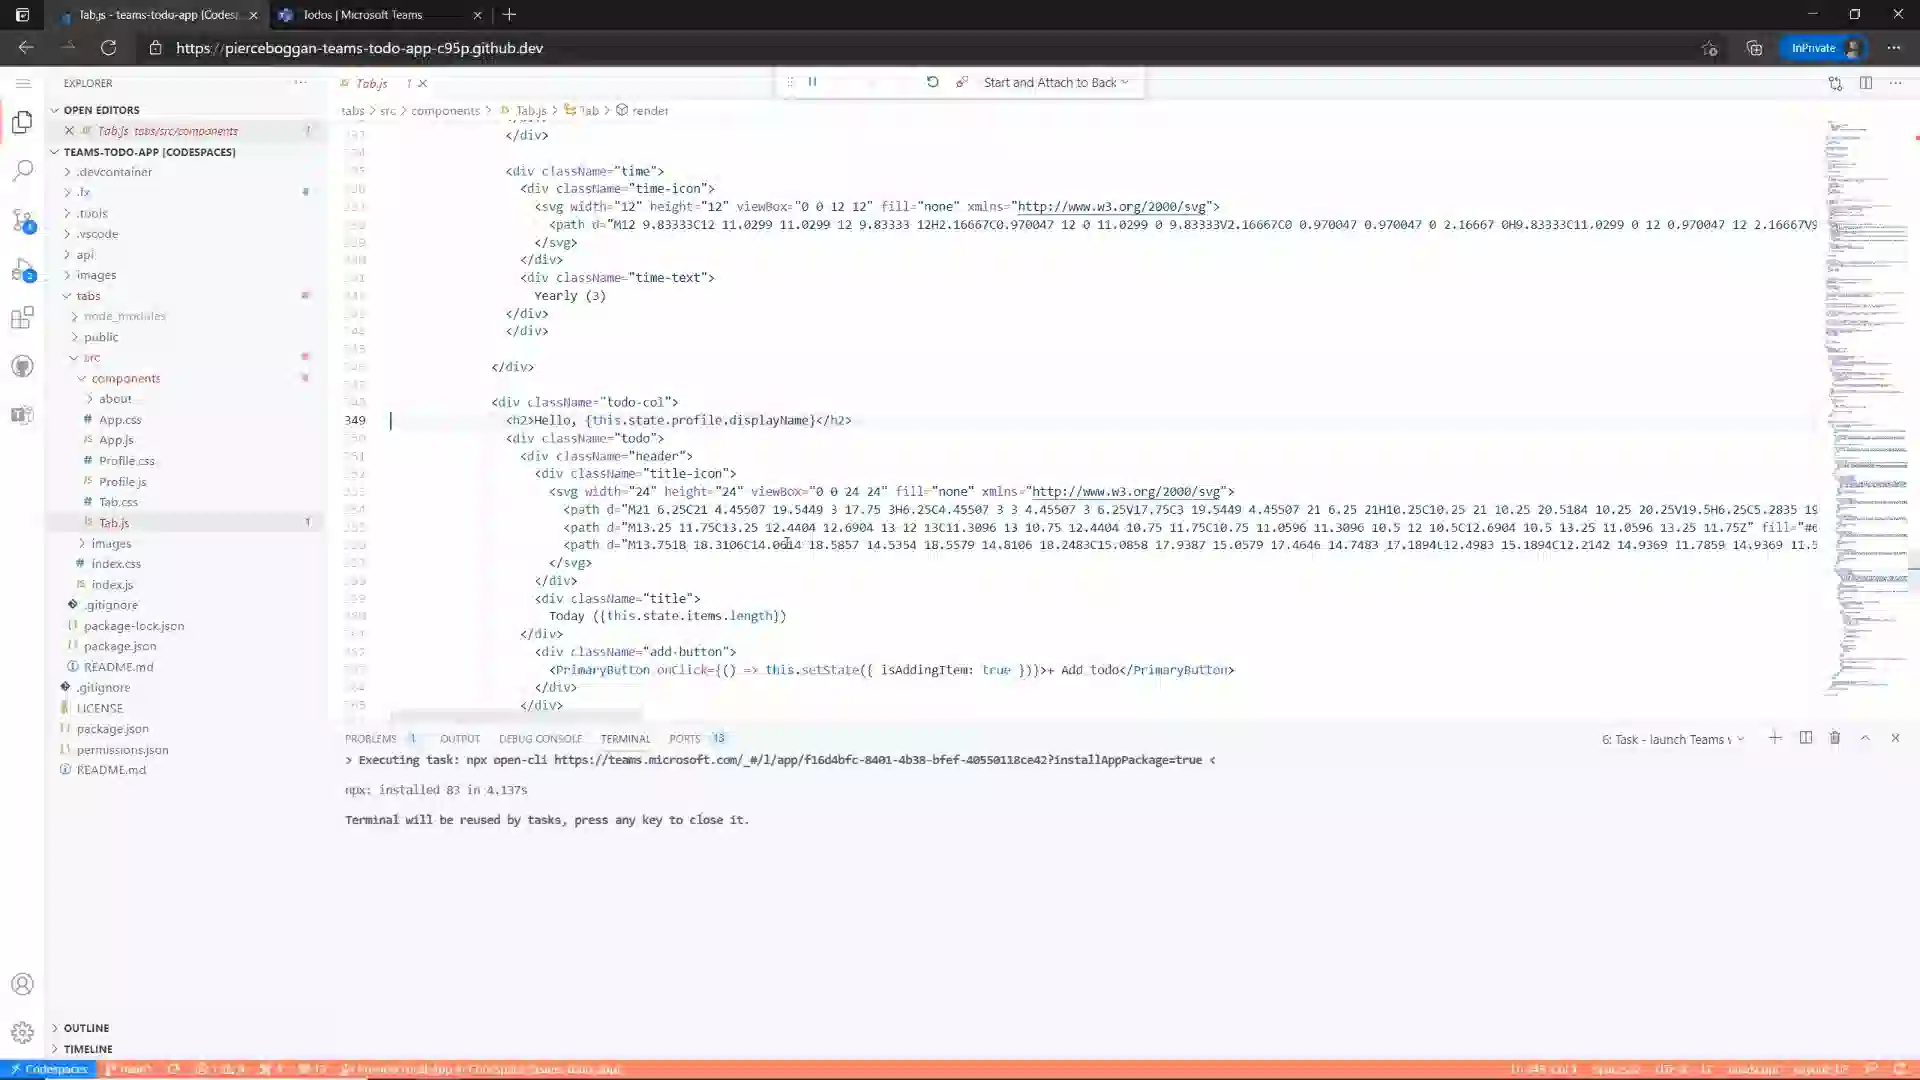 Tab.js - teams-todo-app [Codes
Todos | Microsoft Teams
https://pierceboggan-teams-todo-app-c95p.github.dev
InPrivate
EXPLORER
OPEN EDITORS
Tab.js tabs/src/components 1
TEAMS-TODO-APP [CODESPACES]
.devcontainer
.fx
.tools
.vscode
api
images
tabs
node_modules
public
src
components
about
# App.css
JS App.js
# Profile.css
JS Profile.js
# Tab.css
JS Tab.js 1
images
# index.css
JS index.js
.gitignore
package-lock.json
package.json
README.md
.gitignore
LICENSE
package.json
permissions.json
README.md
OUTLINE
TIMELINE
Tab.js 1
Start and Attach to Back
tabs > src > components > Tab.js > Tab > render
</div>
<div className="time">
<div className="time-icon">
<svg width="12" height="12" viewBox="0 0 12 12" fill="none" xmlns="http://www.w3.org/2000/svg">
<path d="M12 9.83333C12 11.0299 11.0299 12 9.83333 12H2.16667C0.970047 12 0 11.0299 0 9.83333V2.16667C0 0.970047 0.970047 0 2.16667 0H9.83333C11.0299 0 12 0.970047 12 2.16667V9
</svg>
</div>
<div className="time-text">
Yearly (3)
</div>
</div>
</div>
<div className="todo-col">
349 <h2>Hello, {this.state.profile.displayName}</h2>
<div className="todo">
<div className="header">
<div className="title-icon">
<svg width="24" height="24" viewBox="0 0 24 24" fill="none" xmlns="http://www.w3.org/2000/svg">
<path d="M21 6.25C21 4.45507 19.5449 3 17.75 3H6.25C4.45507 3 3 4.45507 3 6.25V17.75C3 19.5449 4.45507 21 6.25 21H10.25C10.25 21 10.25 20.5184 10.25 20.25V19.5H6.25C5.2835 19
<path d="M13.25 11.75C13.25 12.4404 12.6904 13 12 13C11.3096 13 10.75 12.4404 10.75 11.75C10.75 11.0596 11.3096 10.5 12 10.5C12.6904 10.5 13.25 11.0596 13.25 11.75Z" fill="#6
<path d="M13.7518 18.3106C14.0614 18.5857 14.5354 18.5579 14.8106 18.2483C15.0858 17.9387 15.0579 17.4646 14.7483 17.1894L12.4983 15.1894C12.2142 14.9369 11.7859 14.9369 11.5
</svg>
</div>
<div className="title">
Today ({this.state.items.length})
</div>
<div className="add-button">
<PrimaryButton onClick={() => this.setState({ isAddingItem: true })}>+ Add todo</PrimaryButton>
</div>
</div>
PROBLEMS 1 OUTPUT DEBUG CONSOLE TERMINAL PORTS 13
6: Task - launch Teams
> Executing task: npx open-cli https://teams.microsoft.com/_#/l/app/f16d4bfc-8401-4b38-bfef-40550118ce42?installAppPackage=true <
npx: installed 83 in 4.137s
Terminal will be reused by tasks, press any key to close it.
Codespaces